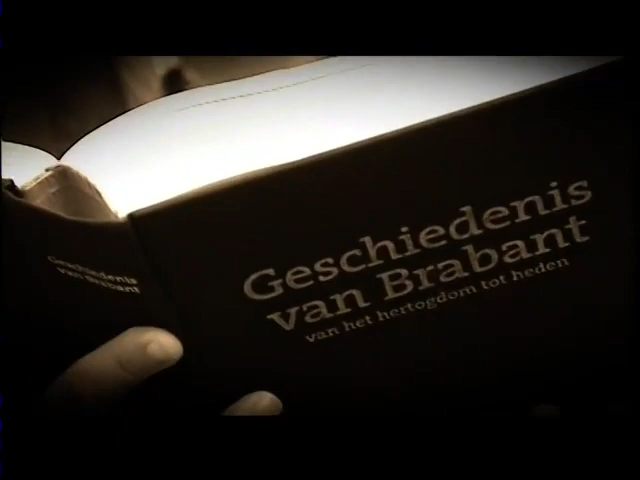 Geschiedenis
van Brabant
Geschiedenis
van Brabant
van het hertogdom tot heden